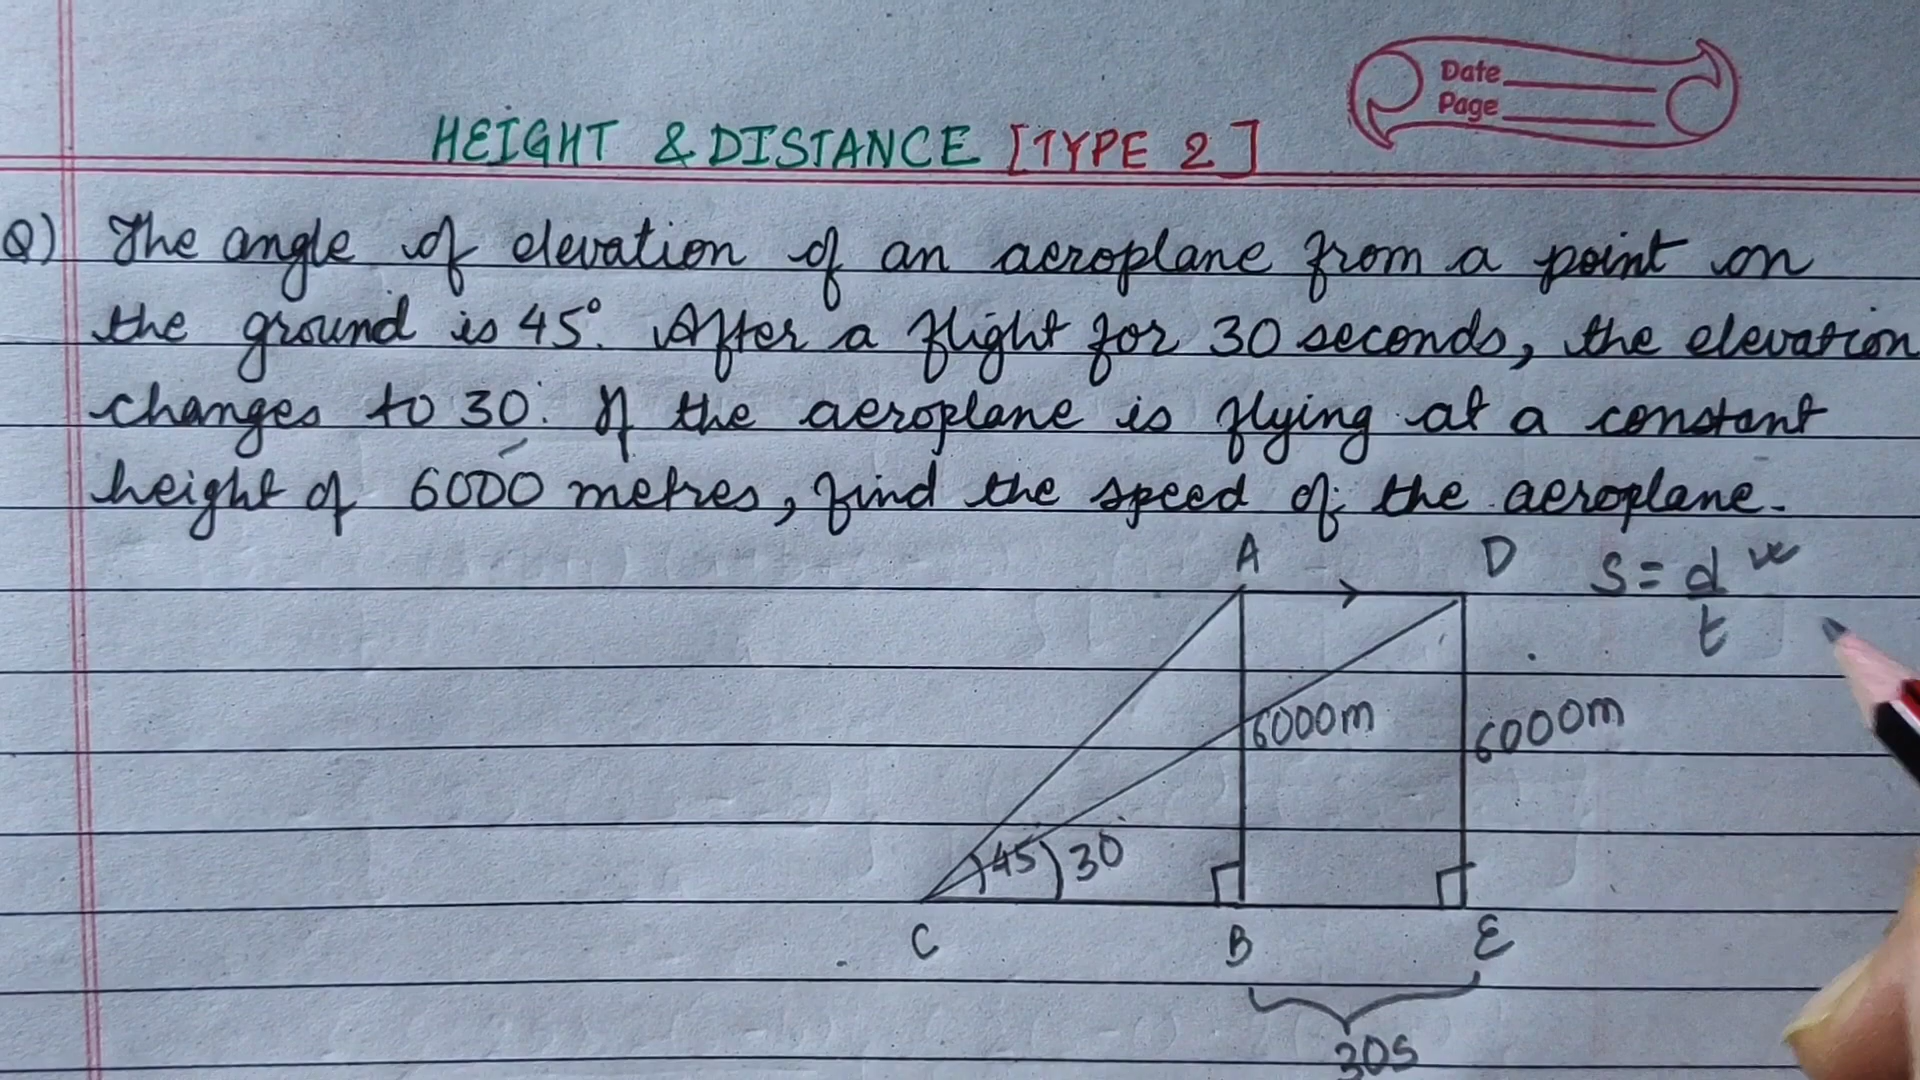 Date
Page
HEIGHT & DISTANCE [TYPE 2]
Q) The angle of elevation of an aeroplane from a point on
the ground is 45°. After a flight for 30 seconds, the elevation
changes to 30°. If the aeroplane is flying at a constant
height of 6000 metres, find the speed of the aeroplane.
A D S = d
t
6000m 6000m
45 30
C B E
30s